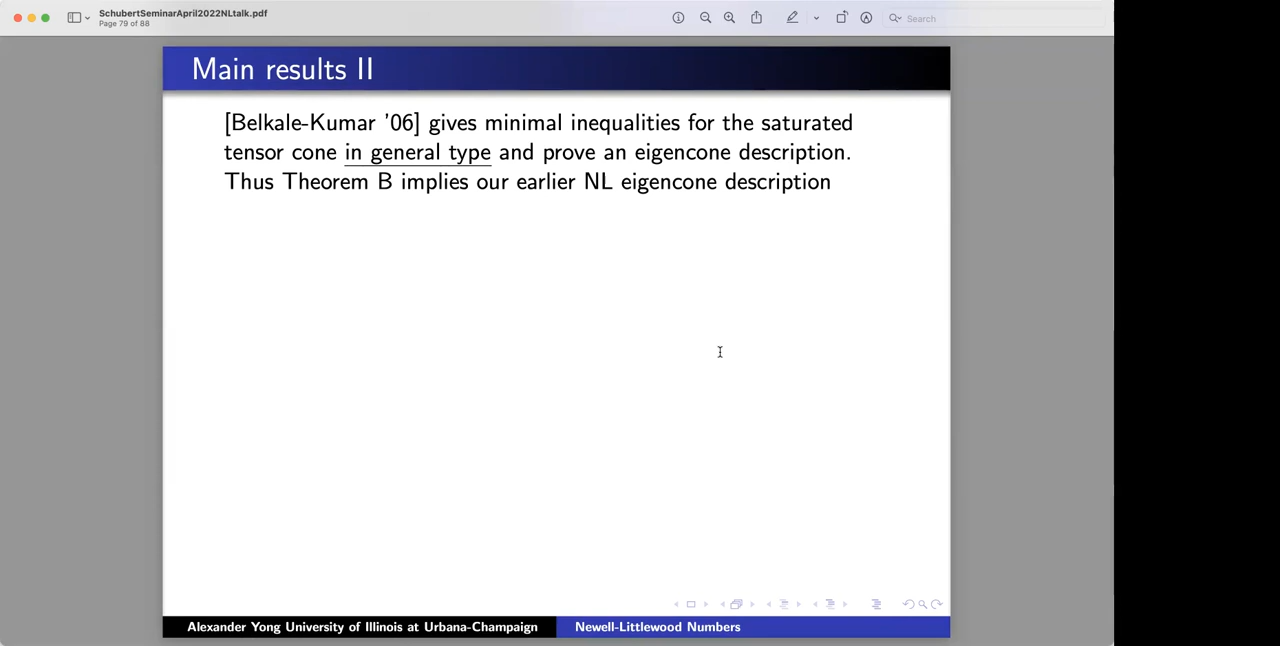 SchubertSeminarApril2022NLtalk.pdf
Page 79 of 88
Search
Main results II
[Belkale-Kumar '06] gives minimal inequalities for the saturated
tensor cone in general type and prove an eigencone description.
Thus Theorem B implies our earlier NL eigencone description
Alexander Yong University of Illinois at Urbana-Champaign
Newell-Littlewood Numbers